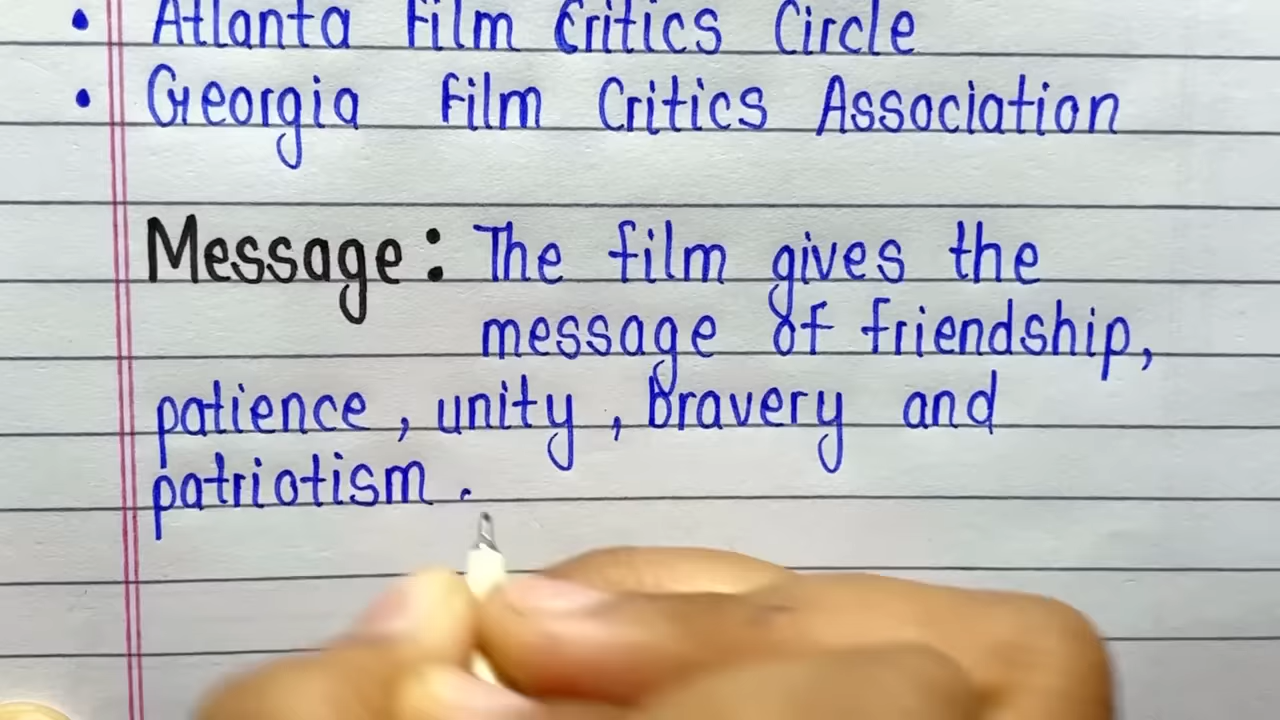 • Atlanta Film Critics Circle
• Georgia Film Critics Association
Message: The film gives the
message of friendship,
patience, unity, Bravery and
patriotism.